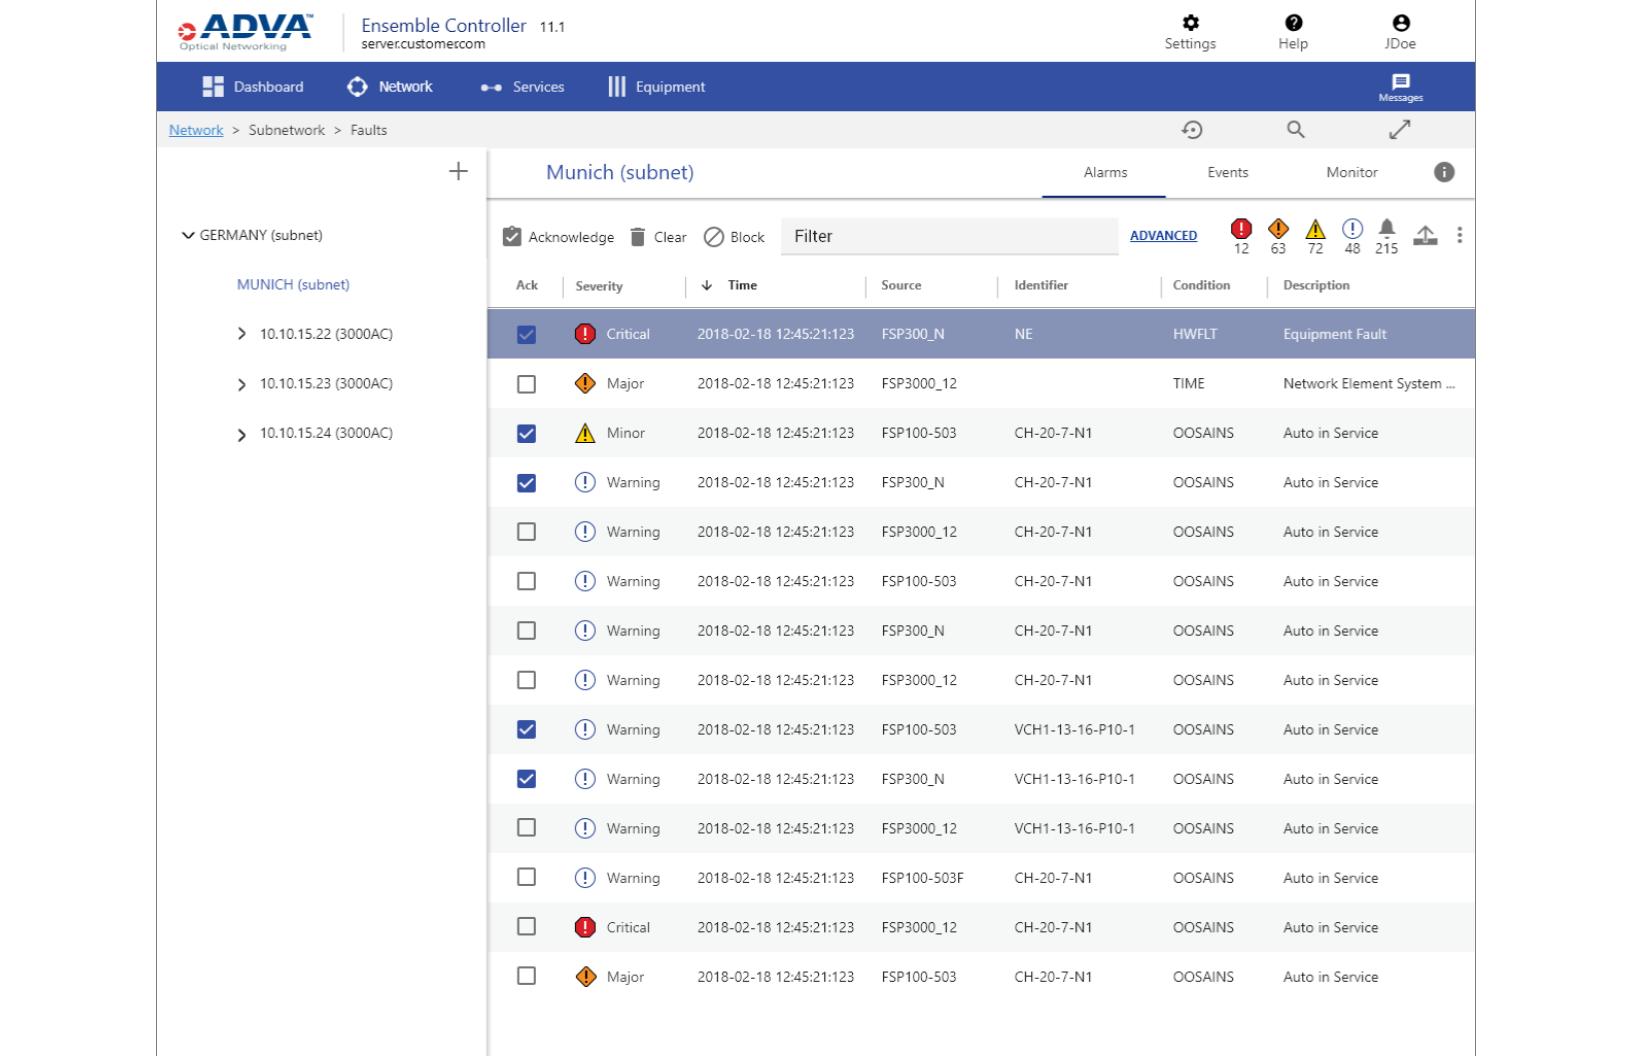 ADVA™
Optical Networking
Ensemble Controller 11.1
server.customer.com
Settings
Help
JDoe
Dashboard
Network
Services
Equipment
Messages
Network > Subnetwork > Faults
Munich (subnet)
Alarms
Events
Monitor
GERMANY (subnet)
MUNICH (subnet)
10.10.15.22 (3000AC)
10.10.15.23 (3000AC)
10.10.15.24 (3000AC)
Acknowledge Clear Block Filter ADVANCED 12 63 72 48 215
Ack Severity Time Source Identifier Condition Description
Critical 2018-02-18 12:45:21:123 FSP300_N NE HWFLT Equipment Fault
Major 2018-02-18 12:45:21:123 FSP3000_12 TIME Network Element System ...
Minor 2018-02-18 12:45:21:123 FSP100-503 CH-20-7-N1 OOSAINS Auto in Service
Warning 2018-02-18 12:45:21:123 FSP300_N CH-20-7-N1 OOSAINS Auto in Service
Warning 2018-02-18 12:45:21:123 FSP3000_12 CH-20-7-N1 OOSAINS Auto in Service
Warning 2018-02-18 12:45:21:123 FSP100-503 CH-20-7-N1 OOSAINS Auto in Service
Warning 2018-02-18 12:45:21:123 FSP300_N CH-20-7-N1 OOSAINS Auto in Service
Warning 2018-02-18 12:45:21:123 FSP3000_12 CH-20-7-N1 OOSAINS Auto in Service
Warning 2018-02-18 12:45:21:123 FSP100-503 VCH1-13-16-P10-1 OOSAINS Auto in Service
Warning 2018-02-18 12:45:21:123 FSP300_N VCH1-13-16-P10-1 OOSAINS Auto in Service
Warning 2018-02-18 12:45:21:123 FSP3000_12 VCH1-13-16-P10-1 OOSAINS Auto in Service
Warning 2018-02-18 12:45:21:123 FSP100-503F CH-20-7-N1 OOSAINS Auto in Service
Critical 2018-02-18 12:45:21:123 FSP3000_12 CH-20-7-N1 OOSAINS Auto in Service
Major 2018-02-18 12:45:21:123 FSP100-503 CH-20-7-N1 OOSAINS Auto in Service